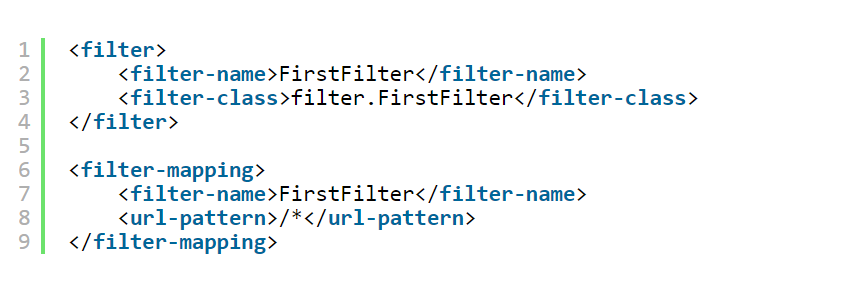 1 <filter>
2     <filter-name>FirstFilter</filter-name>
3     <filter-class>filter.FirstFilter</filter-class>
4 </filter>
5
6 <filter-mapping>
7     <filter-name>FirstFilter</filter-name>
8     <url-pattern>/*</url-pattern>
9 </filter-mapping>